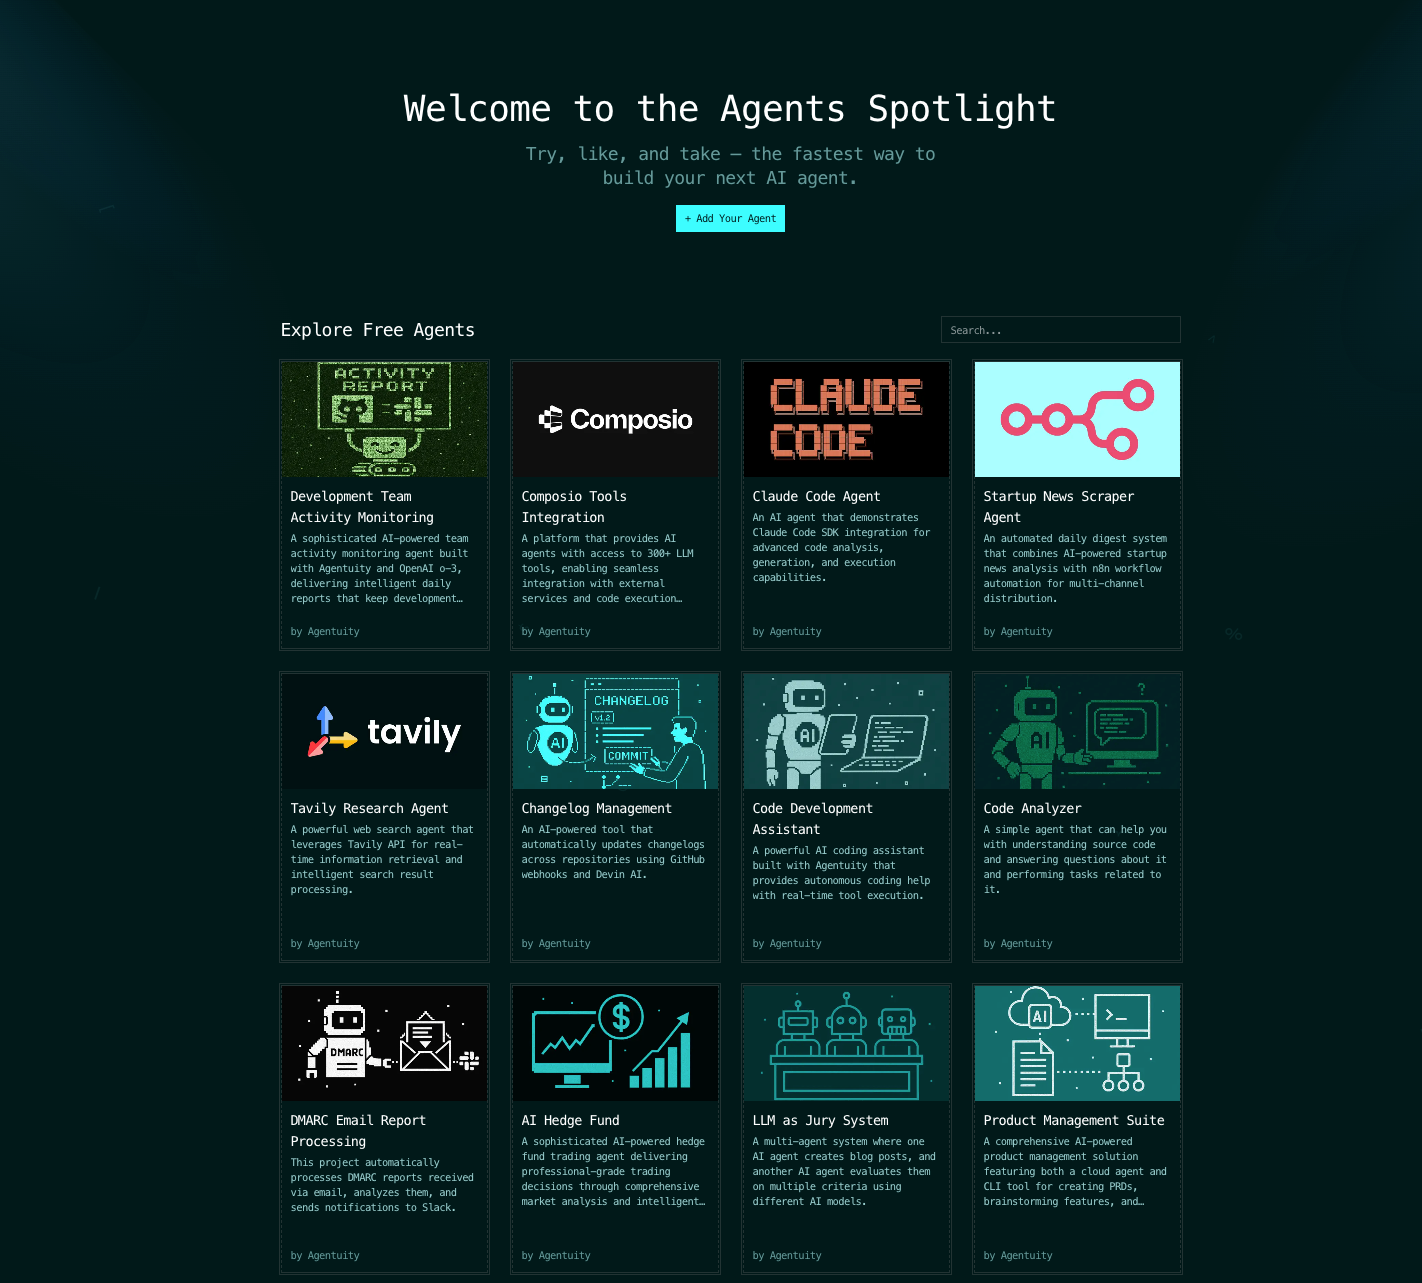 Welcome to the Agents Spotlight
Try, like, and take — the fastest way to
build your next AI agent.
+ Add Your Agent
Explore Free Agents
Search...
ACTIVITY
REPORT
Development Team
Activity Monitoring
A sophisticated AI-powered team
activity monitoring agent built
with Agentuity and OpenAI o-3,
delivering intelligent daily
reports that keep development…
by Agentuity
Composio
Composio Tools
Integration
A platform that provides AI
agents with access to 300+ LLM
tools, enabling seamless
integration with external
services and code execution…
by Agentuity
CLAUDE
CODE
Claude Code Agent
An AI agent that demonstrates
Claude Code SDK integration for
advanced code analysis,
generation, and execution
capabilities.
by Agentuity
Startup News Scraper
Agent
An automated daily digest system
that combines AI-powered startup
news analysis with n8n workflow
automation for multi-channel
distribution.
by Agentuity
%
tavily
Tavily Research Agent
A powerful web search agent that
leverages Tavily API for real-
time information retrieval and
intelligent search result
processing.
by Agentuity
CHANGELOG
v1.2
AI
COMMIT
Changelog Management
An AI-powered tool that
automatically updates changelogs
across repositories using GitHub
webhooks and Devin AI.
by Agentuity
AI
Code Development
Assistant
A powerful AI coding assistant
built with Agentuity that
provides autonomous coding help
with real-time tool execution.
by Agentuity
?
AI
Code Analyzer
A simple agent that can help you
with understanding source code
and answering questions about it
and performing tasks related to
it.
by Agentuity
DMARC
DMARC Email Report
Processing
This project automatically
processes DMARC reports received
via email, analyzes them, and
sends notifications to Slack.
by Agentuity
$
AI Hedge Fund
A sophisticated AI-powered hedge
fund trading agent delivering
professional-grade trading
decisions through comprehensive
market analysis and intelligent…
by Agentuity
LLM as Jury System
A multi-agent system where one
AI agent creates blog posts, and
another AI agent evaluates them
on multiple criteria using
different AI models.
by Agentuity
AI
>_
Product Management Suite
A comprehensive AI-powered
product management solution
featuring both a cloud agent and
CLI tool for creating PRDs,
brainstorming features, and…
by Agentuity